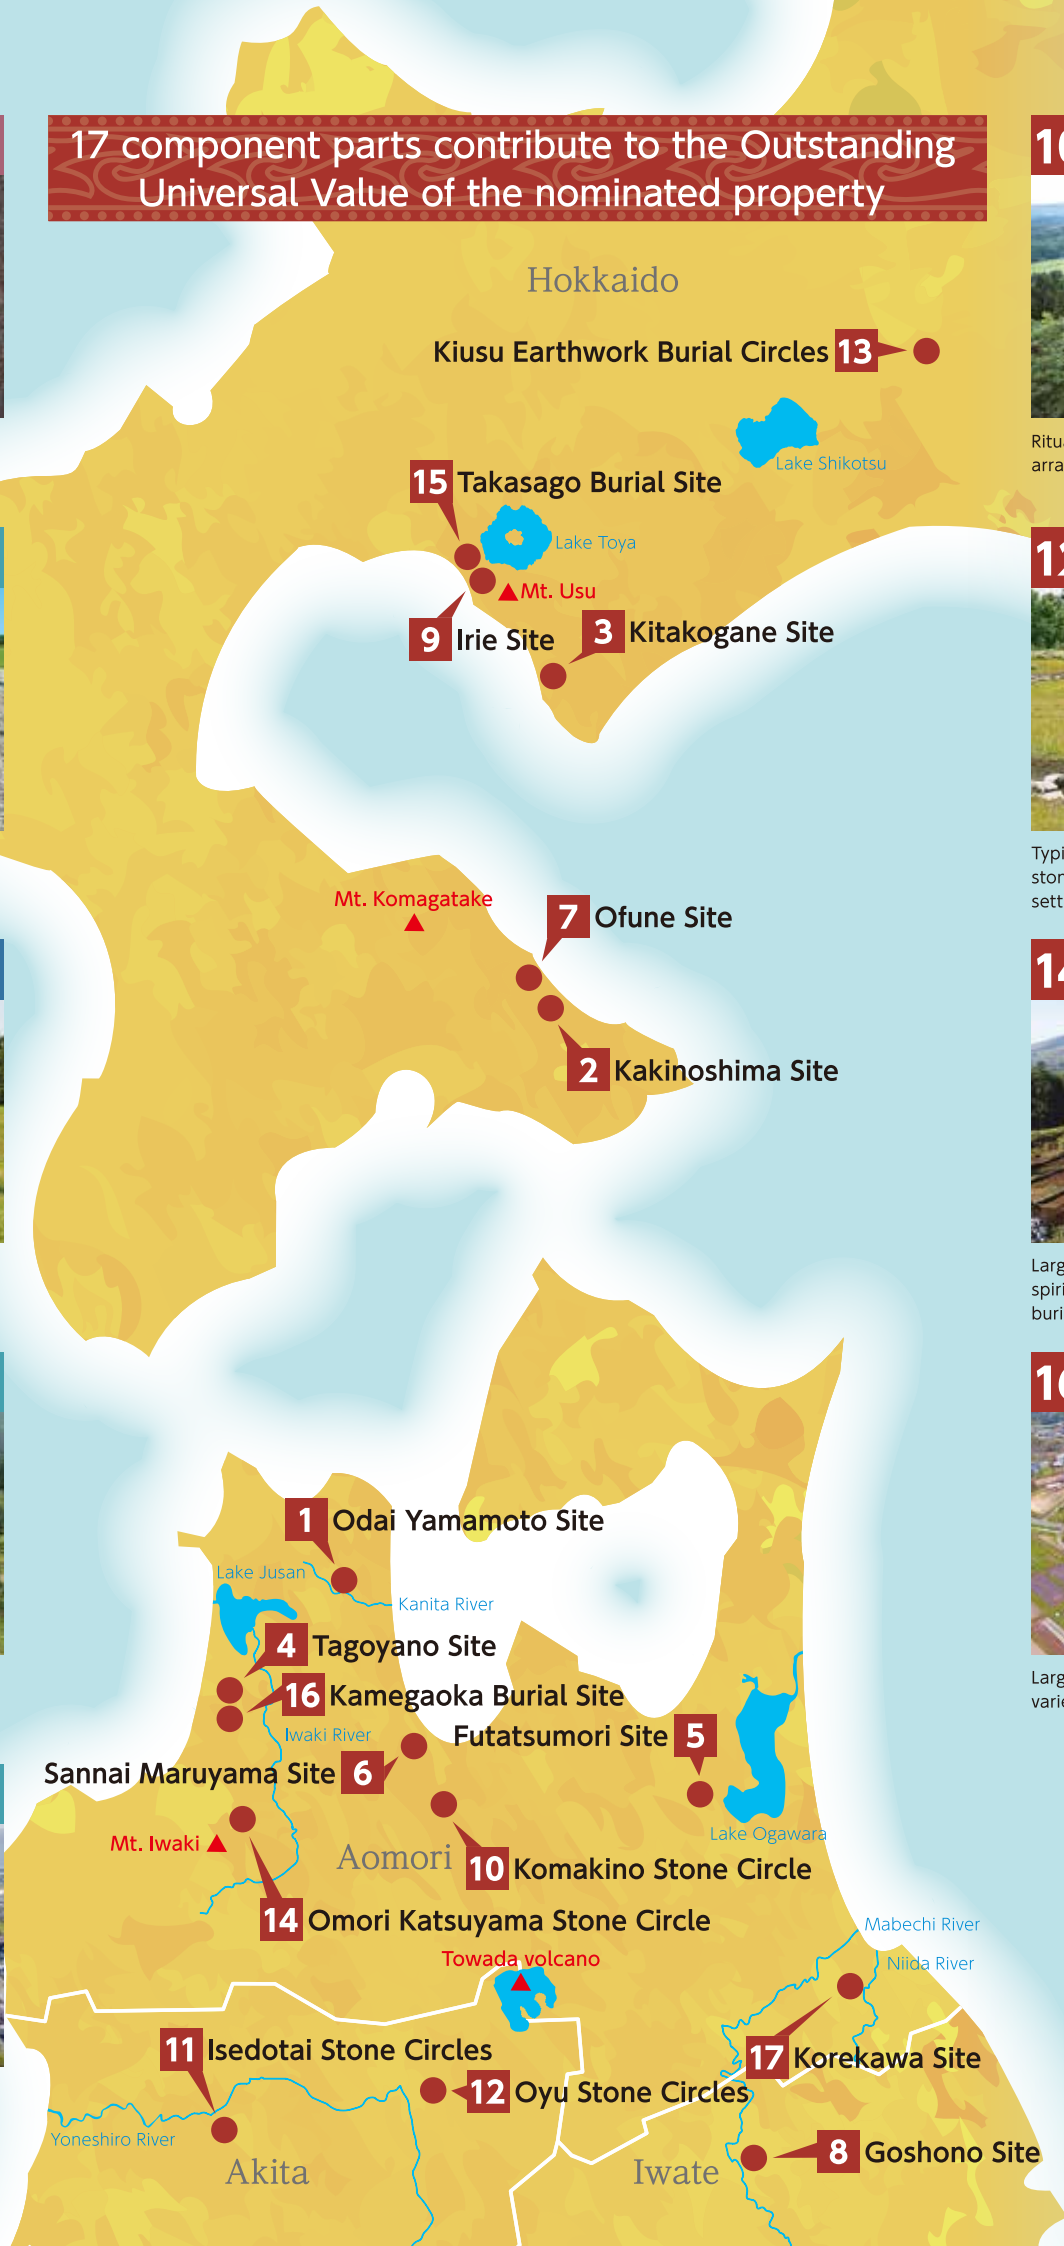 17 component parts contribute to the Outstanding
Universal Value of the nominated property
Hokkaido
Kiusu Earthwork Burial Circles 13
Lake Shikotsu
15 Takasago Burial Site
Lake Toya
Mt. Usu
9 Irie Site
3 Kitakogane Site
Mt. Komagatake
7 Ofune Site
2 Kakinoshima Site
1 Odai Yamamoto Site
Lake Jusan
Kanita River
4 Tagoyano Site
16 Kamegaoka Burial Site
Iwaki River
Futatsumori Site 5
Sannai Maruyama Site 6
Mt. Iwaki
Lake Ogawara
Aomori
10 Komakino Stone Circle
14 Omori Katsuyama Stone Circle
Mabechi River
Towada volcano
Niida River
11 Isedotai Stone Circles
17 Korekawa Site
12 Oyu Stone Circles
Yoneshiro River
8 Goshono Site
Akita
Iwate
14